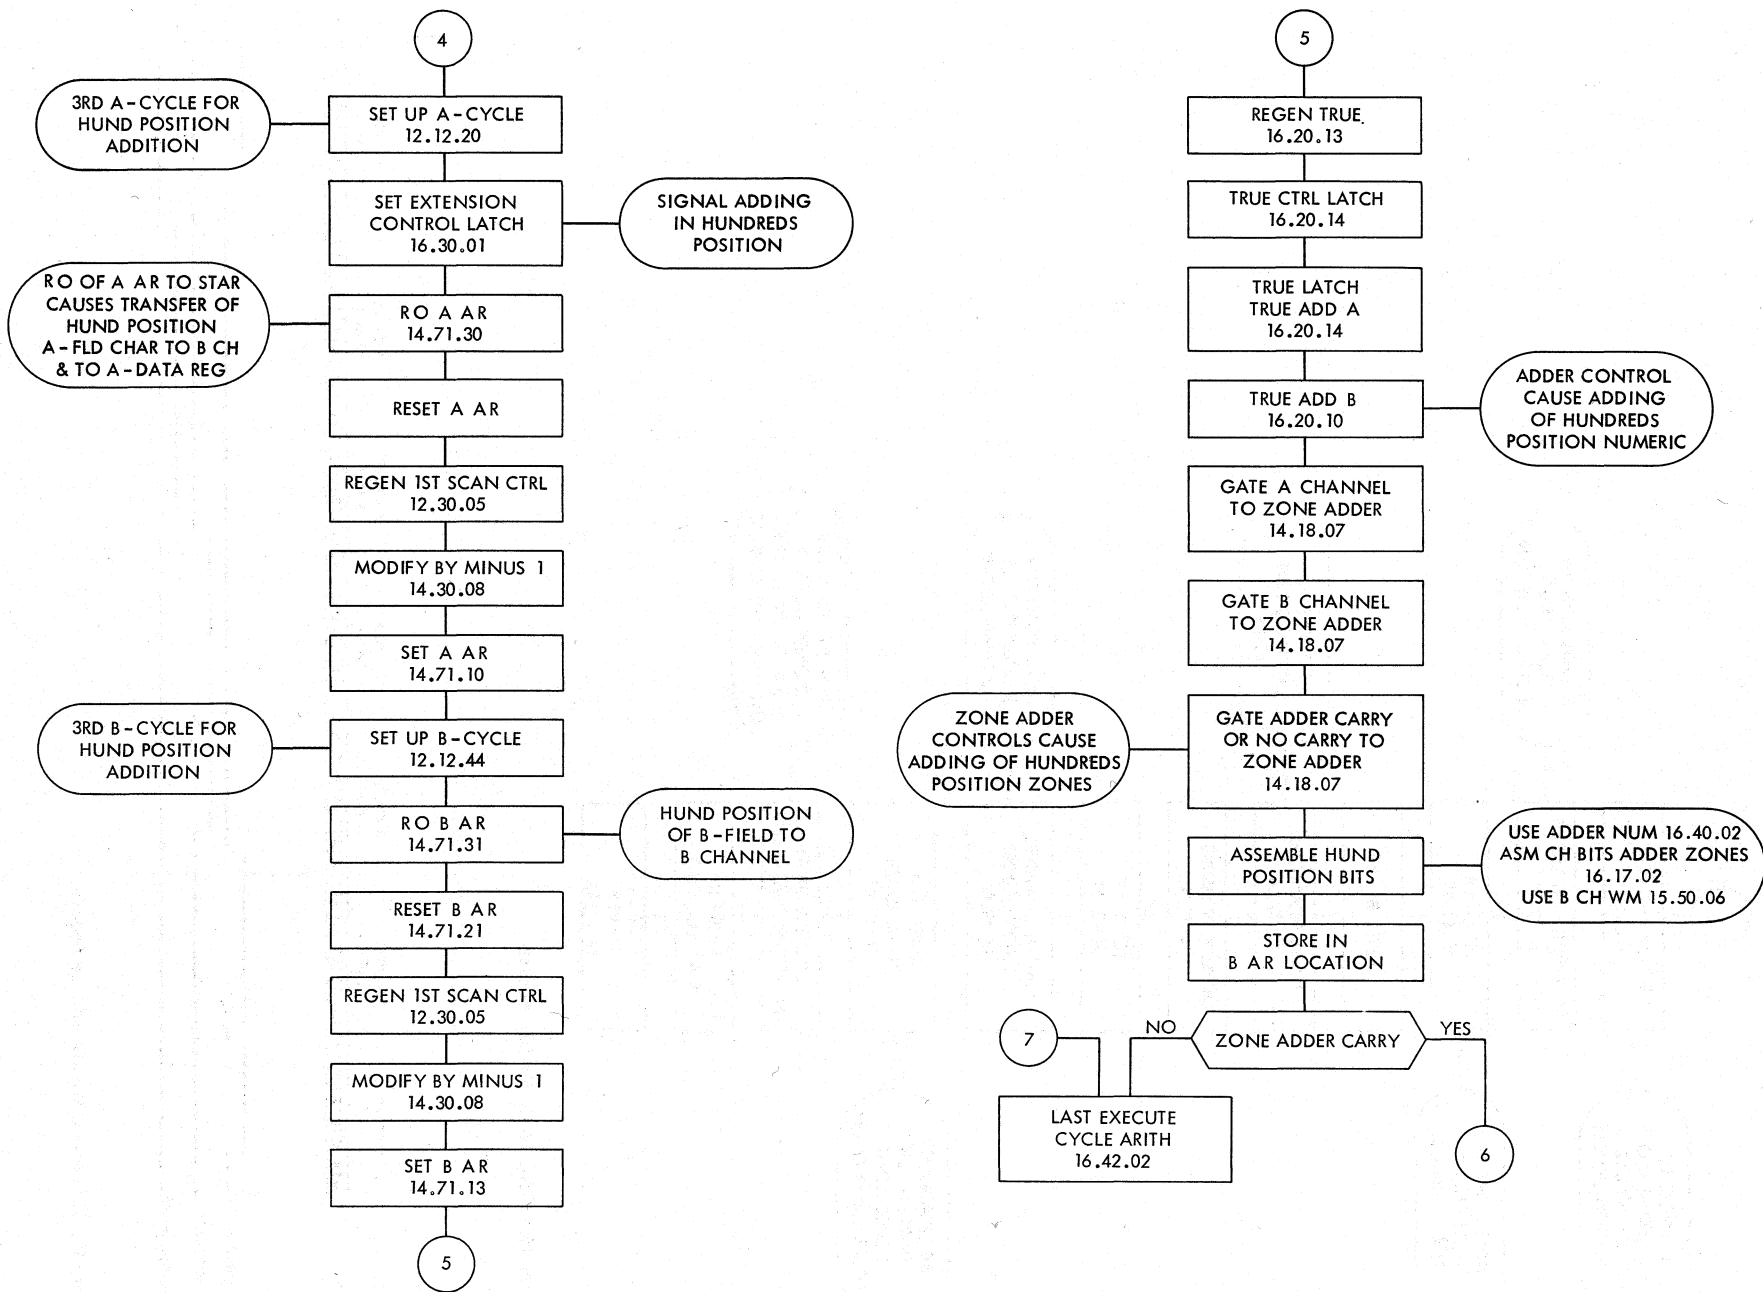 4
3RD A-CYCLE FOR
HUND POSITION
ADDITION
SET UP A-CYCLE
12.12.20
SET EXTENSION
CONTROL LATCH
16.30.01
SIGNAL ADDING
IN HUNDREDS
POSITION
RO OF A AR TO STAR
CAUSES TRANSFER OF
HUND POSITION
A-FLD CHAR TO B CH
& TO A-DATA REG
RO A AR
14.71.30
RESET A AR
REGEN 1ST SCAN CTRL
12.30.05
MODIFY BY MINUS 1
14.30.08
SET A AR
14.71.10
3RD B-CYCLE FOR
HUND POSITION
ADDITION
SET UP B-CYCLE
12.12.44
RO B AR
14.71.31
HUND POSITION
OF B-FIELD TO
B CHANNEL
RESET B AR
14.71.21
REGEN 1ST SCAN CTRL
12.30.05
MODIFY BY MINUS 1
14.30.08
SET B AR
14.71.13
5
5
REGEN TRUE
16.20.13
TRUE CTRL LATCH
16.20.14
TRUE LATCH
TRUE ADD A
16.20.14
TRUE ADD B
16.20.10
ADDER CONTROL
CAUSE ADDING
OF HUNDREDS
POSITION NUMERIC
GATE A CHANNEL
TO ZONE ADDER
14.18.07
GATE B CHANNEL
TO ZONE ADDER
14.18.07
ZONE ADDER
CONTROLS CAUSE
ADDING OF HUNDREDS
POSITION ZONES
GATE ADDER CARRY
OR NO CARRY TO
ZONE ADDER
14.18.07
ASSEMBLE HUND
POSITION BITS
USE ADDER NUM 16.40.02
ASM CH BITS ADDER ZONES
16.17.02
USE B CH WM 15.50.06
STORE IN
B AR LOCATION
7
NO
ZONE ADDER CARRY
YES
LAST EXECUTE
CYCLE ARITH
16.42.02
6